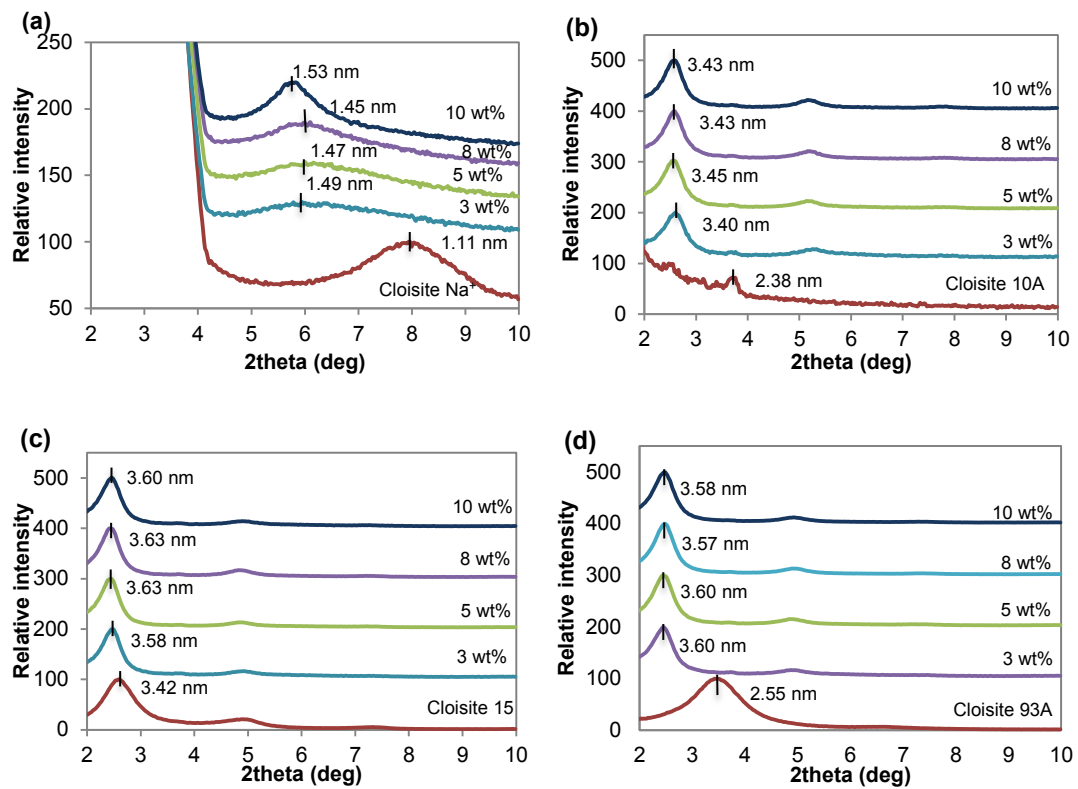 (a)
250
200
150
100
50
Relative intensity
1.53 nm
1.45 nm
10 wt%
8 wt%
1.47 nm
5 wt%
1.49 nm
3 wt%
1.11 nm
Cloisite Na⁺
2 3 4 5 6 7 8 9 10
2theta (deg)
(b)
500
400
300
200
100
0
Relative intensity
3.43 nm
10 wt%
3.43 nm
8 wt%
3.45 nm
5 wt%
3.40 nm
3 wt%
2.38 nm
Cloisite 10A
2 3 4 5 6 7 8 9 10
2theta (deg)
(c)
500
400
300
200
100
0
Relative intensity
3.60 nm
10 wt%
3.63 nm
8 wt%
3.63 nm
5 wt%
3.58 nm
3 wt%
3.42 nm
Cloisite 15
2 3 4 5 6 7 8 9 10
2theta (deg)
(d)
500
400
300
200
100
0
Relative intensity
3.58 nm
10 wt%
3.57 nm
8 wt%
3.60 nm
5 wt%
3.60 nm
3 wt%
2.55 nm
Cloisite 93A
2 3 4 5 6 7 8 9 10
2theta (deg)